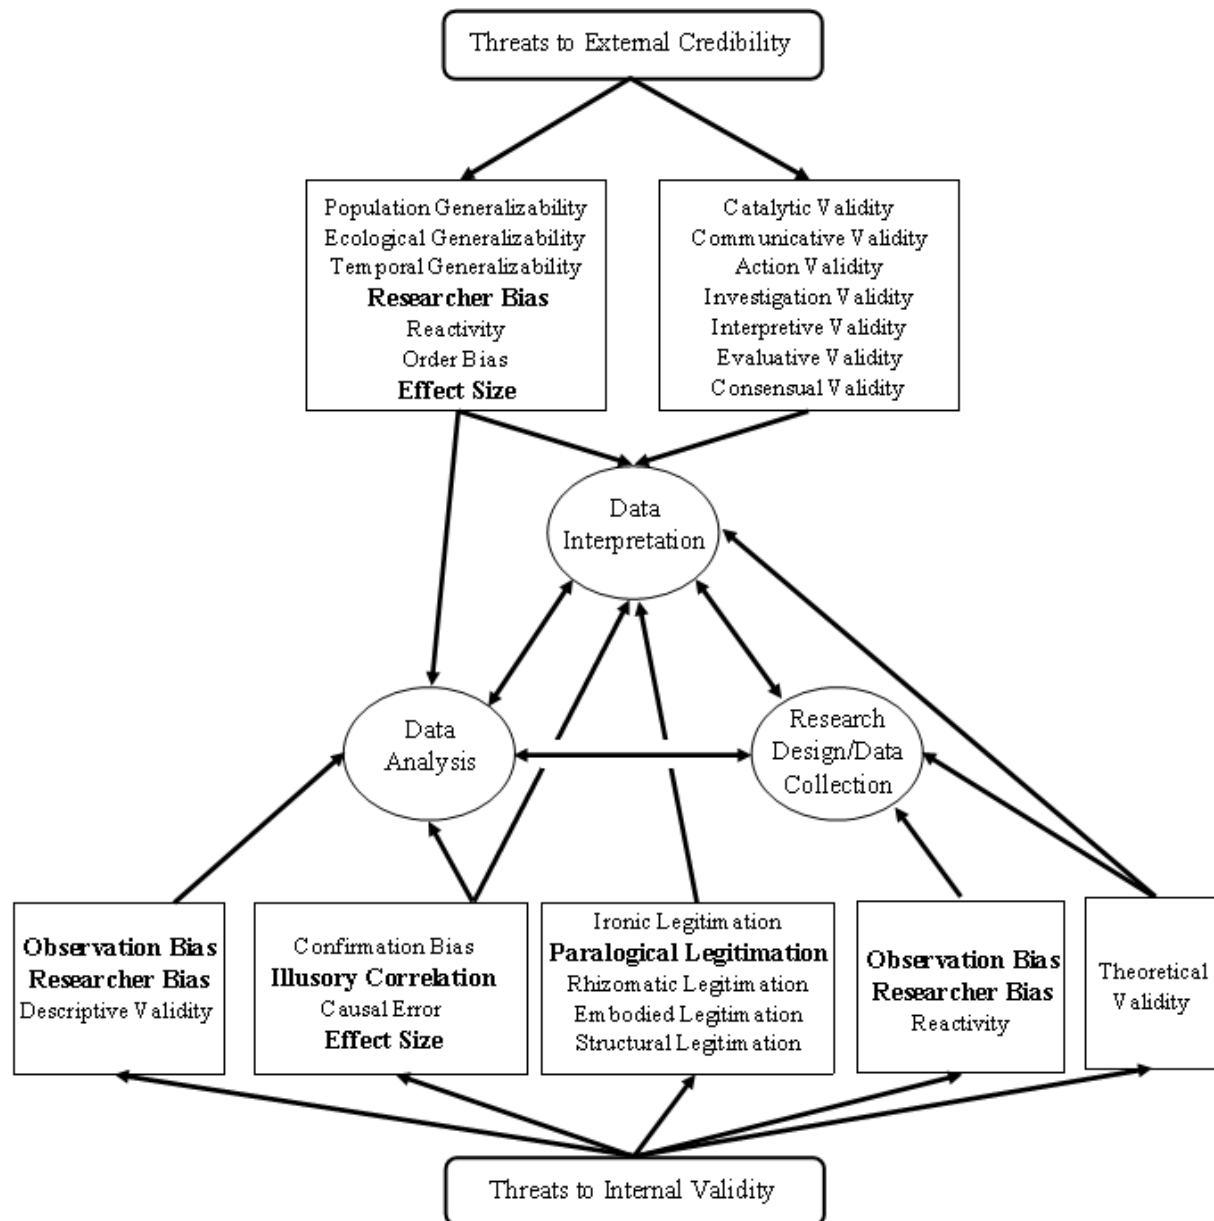 Threats to External Credibility
Population Generalizability
Ecological Generalizability
Temporal Generalizability
Researcher Bias
Reactivity
Order Bias
Effect Size
Catalytic Validity
Communicative Validity
Action Validity
Investigation Validity
Interpretive Validity
Evaluative Validity
Consensual Validity
Data
Interpretation
Data
Analysis
Research
Design/Data
Collection
Observation Bias
Researcher Bias
Descriptive Validity
Confirmation Bias
Illusory Correlation
Causal Error
Effect Size
Ironic Legitimation
Paralogical Legitimation
Rhizomatic Legitimation
Embodied Legitimation
Structural Legitimation
Observation Bias
Researcher Bias
Reactivity
Theoretical
Validity
Threats to Internal Validity